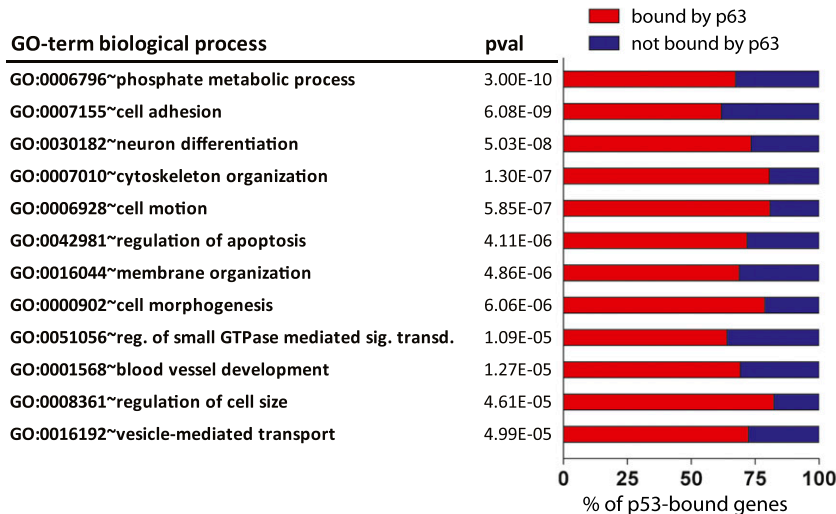 bound by p63
not bound by p63
GO-term biological process pval
GO:0006796~phosphate metabolic process 3.00E-10
GO:0007155~cell adhesion 6.08E-09
GO:0030182~neuron differentiation 5.03E-08
GO:0007010~cytoskeleton organization 1.30E-07
GO:0006928~cell motion 5.85E-07
GO:0042981~regulation of apoptosis 4.11E-06
GO:0016044~membrane organization 4.86E-06
GO:0000902~cell morphogenesis 6.06E-06
GO:0051056~reg. of small GTPase mediated sig. transd. 1.09E-05
GO:0001568~blood vessel development 1.27E-05
GO:0008361~regulation of cell size 4.61E-05
GO:0016192~vesicle-mediated transport 4.99E-05
0 25 50 75 100
% of p53-bound genes